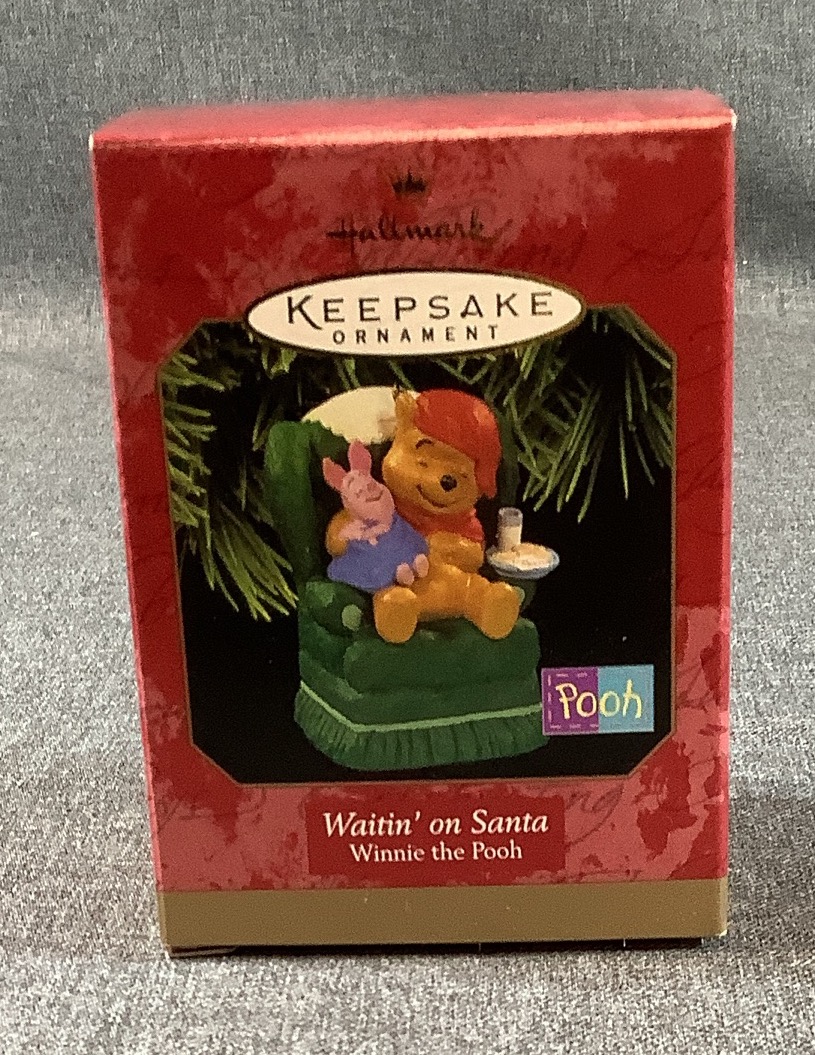 Hallmark
KEEPSAKE
ORNAMENT
Pooh
Waitin' on Santa
Winnie the Pooh